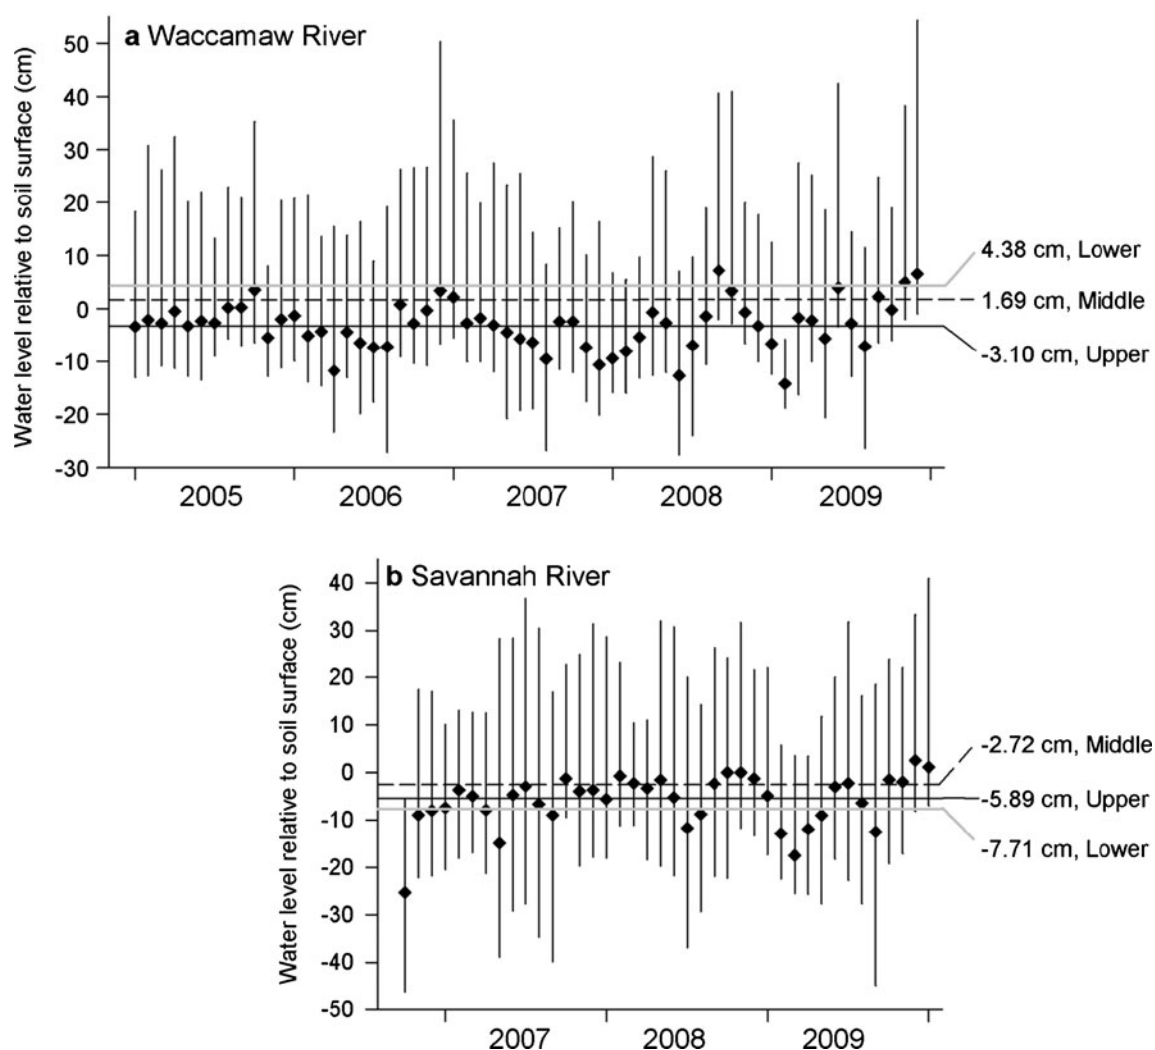 a Waccamaw River
Water level relative to soil surface (cm)
50
40
30
20
10
0
-10
-20
-30
4.38 cm, Lower
1.69 cm, Middle
-3.10 cm, Upper
2005 2006 2007 2008 2009
b Savannah River
Water level relative to soil surface (cm)
40
30
20
10
0
-10
-20
-30
-40
-50
-2.72 cm, Middle
-5.89 cm, Upper
-7.71 cm, Lower
2007 2008 2009